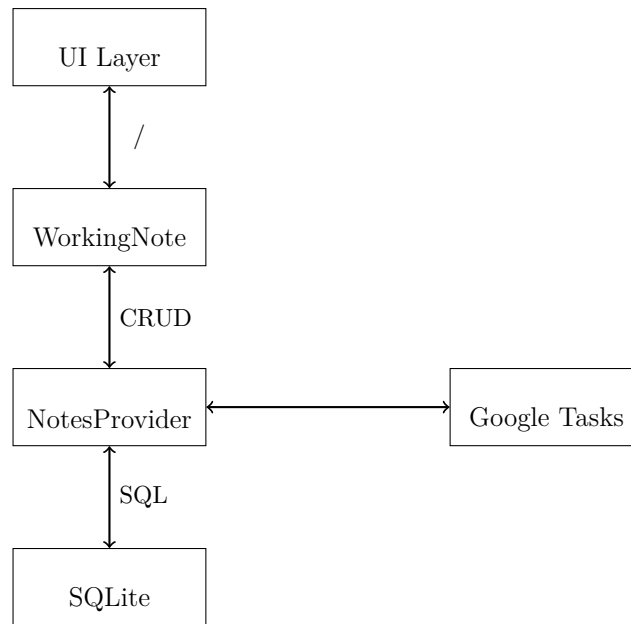 UI Layer
/
WorkingNote
CRUD
NotesProvider
Google Tasks
SQL
SQLite